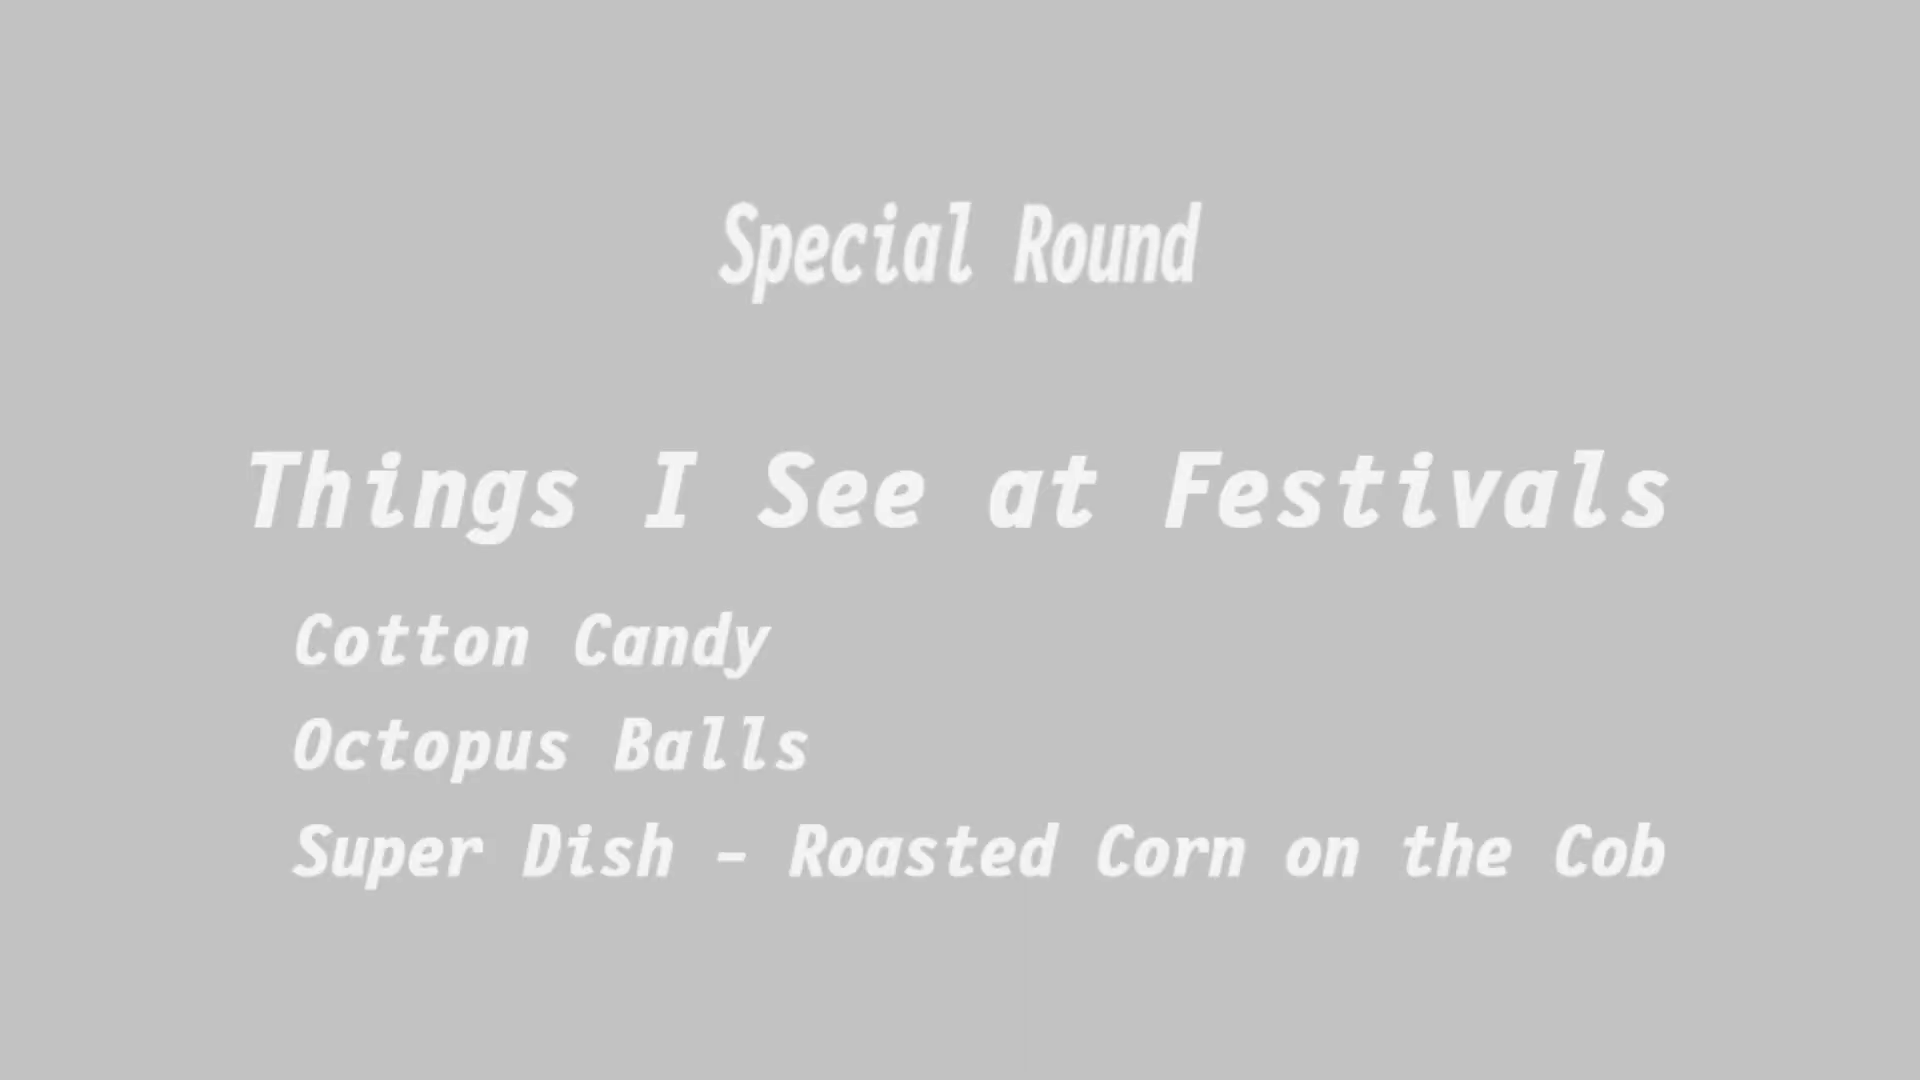 Special Round
Things I See at Festivals
Cotton Candy
Octopus Balls
Super Dish – Roasted Corn on the Cob